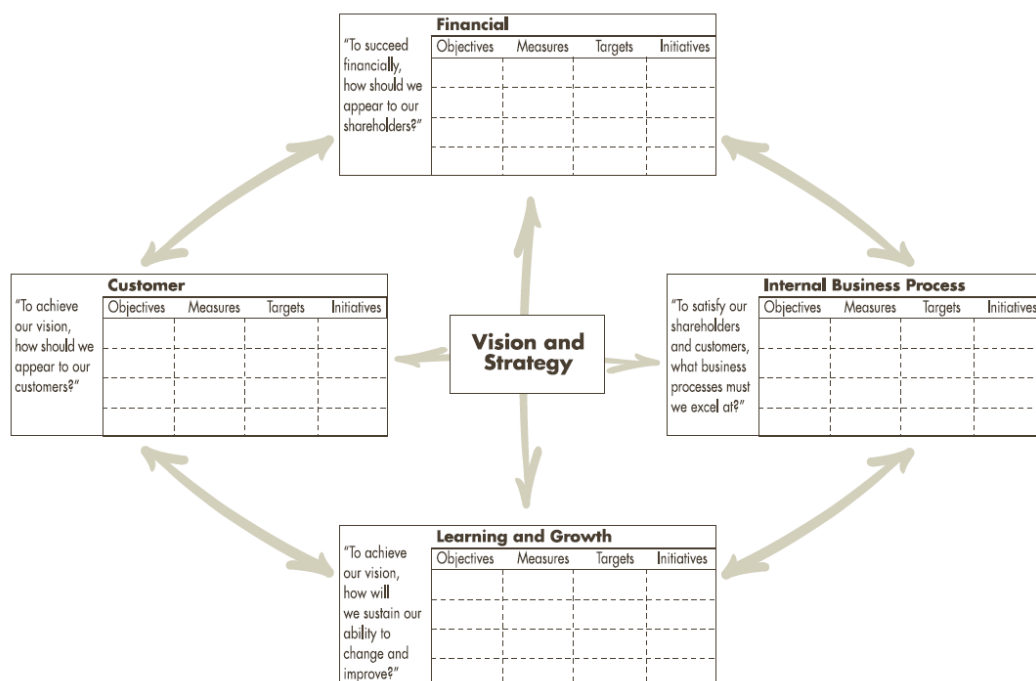 Financial
“To succeed
financially,
how should we
appear to our
shareholders?”
Objectives Measures Targets Initiatives
Customer
“To achieve
our vision,
how should we
appear to our
customers?”
Objectives Measures Targets Initiatives
Vision and
Strategy
Internal Business Process
“To satisfy our
shareholders
and customers,
what business
processes must
we excel at?”
Objectives Measures Targets Initiatives
Learning and Growth
“To achieve
our vision,
how will
we sustain our
ability to
change and
improve?”
Objectives Measures Targets Initiatives